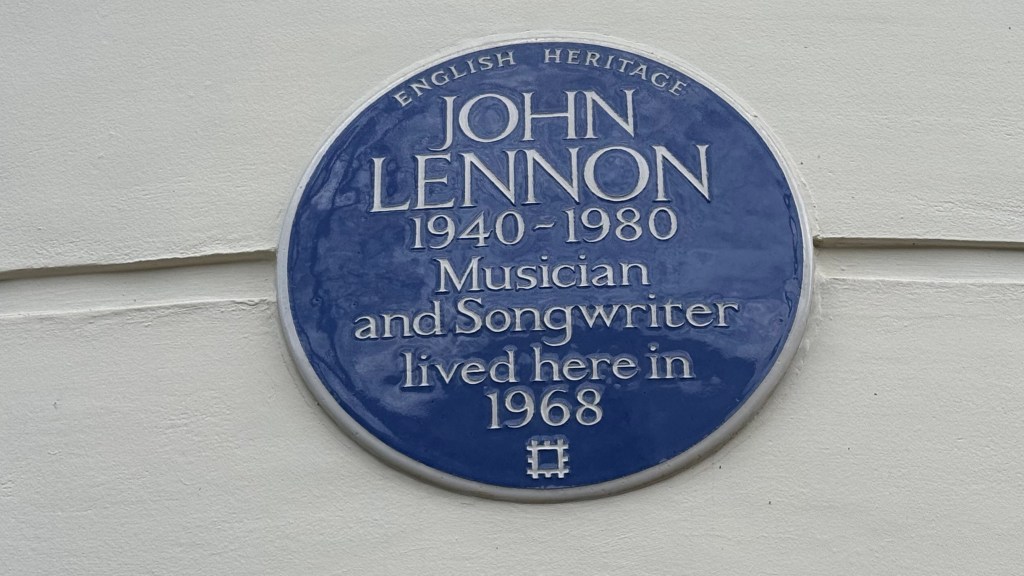 ENGLISH HERITAGE
JOHN
LENNON
1940-1980
Musician
and Songwriter
lived here in
1968